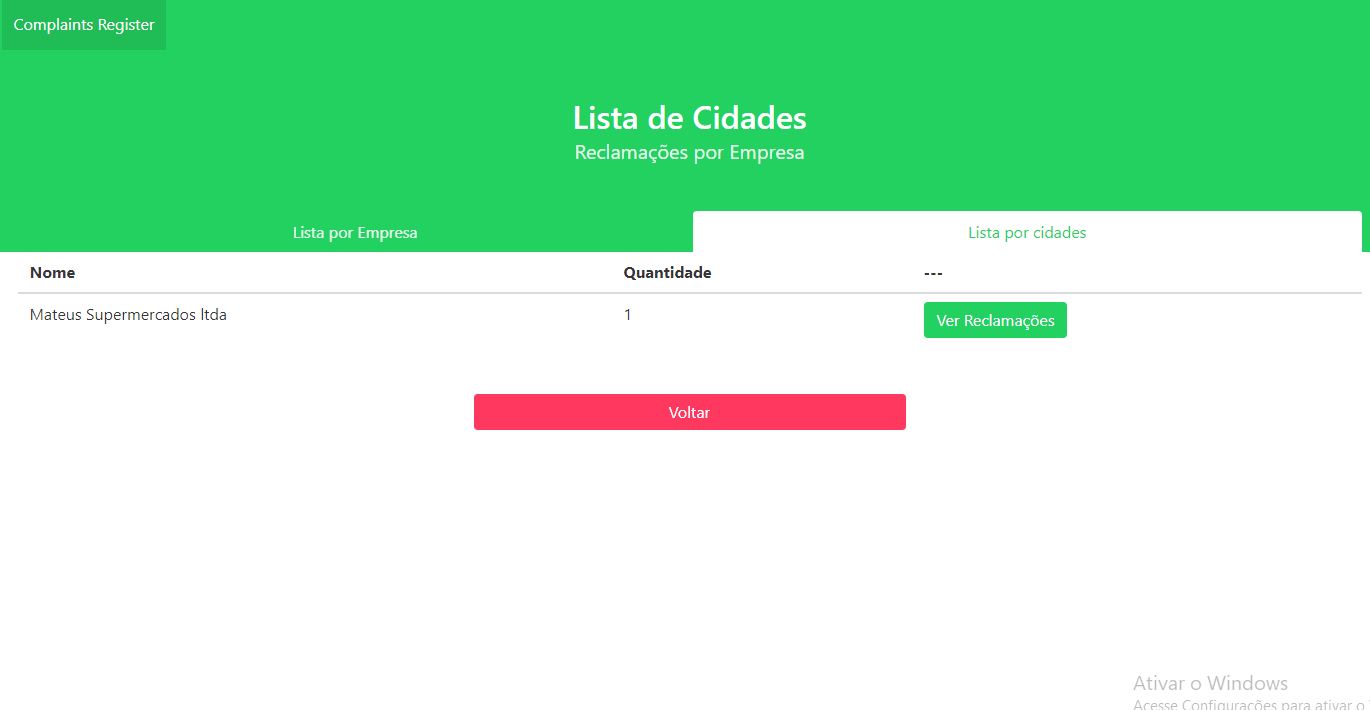 Complaints Register
Lista de Cidades
Reclamações por Empresa
Lista por Empresa
Lista por cidades
Nome Quantidade ---
Mateus Supermercados ltda 1 Ver Reclamações
Voltar
Ativar o Windows
Acesse Configurações para ativar o